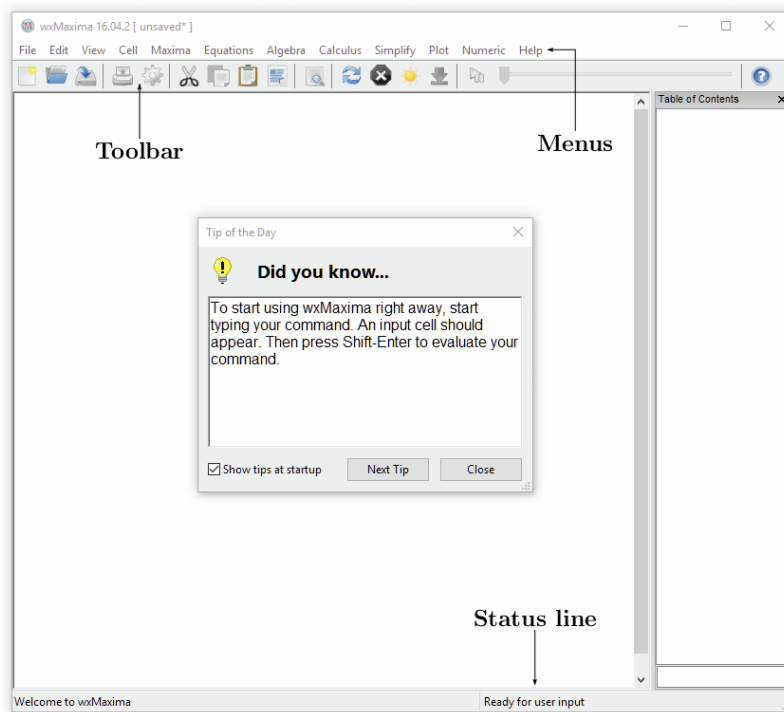 wxMaxima 16.04.2 [ unsaved* ]
File Edit View Cell Maxima Equations Algebra Calculus Simplify Plot Numeric Help
Table of Contents
Toolbar
Menus
Tip of the Day
Did you know...
To start using wxMaxima right away, start
typing your command. An input cell should
appear. Then press Shift-Enter to evaluate your
command.
Show tips at startup Next Tip Close
Status line
Welcome to wxMaxima Ready for user input